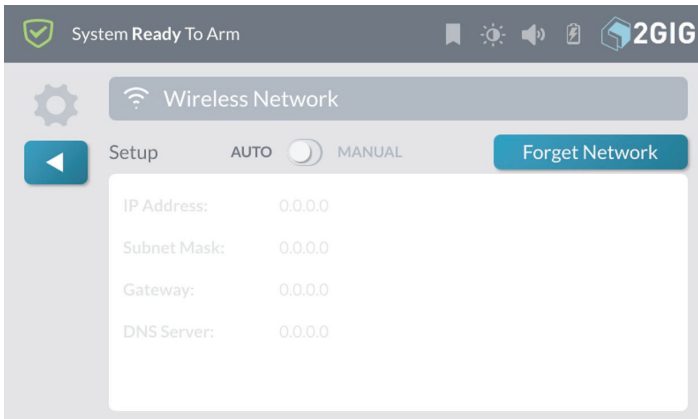 System Ready To Arm
2GIG
Wireless Network
Setup AUTO MANUAL Forget Network
IP Address: 0.0.0.0
Subnet Mask: 0.0.0.0
Gateway: 0.0.0.0
DNS Server: 0.0.0.0